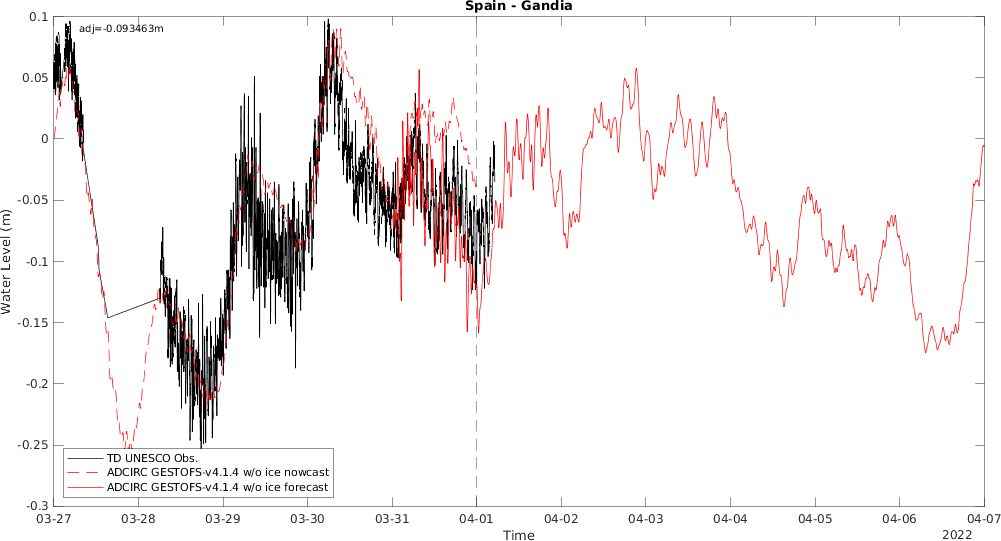 Spain - Gandia
adj=-0.093463m
0.1
0.05
0
-0.05
-0.1
-0.15
-0.2
-0.25
-0.3
Water Level (m)
TD UNESCO Obs.
ADCIRC GESTOFS-v4.1.4 w/o ice nowcast
ADCIRC GESTOFS-v4.1.4 w/o ice forecast
03-27 03-28 03-29 03-30 03-31 04-01 04-02 04-03 04-04 04-05 04-06 04-07
Time
2022